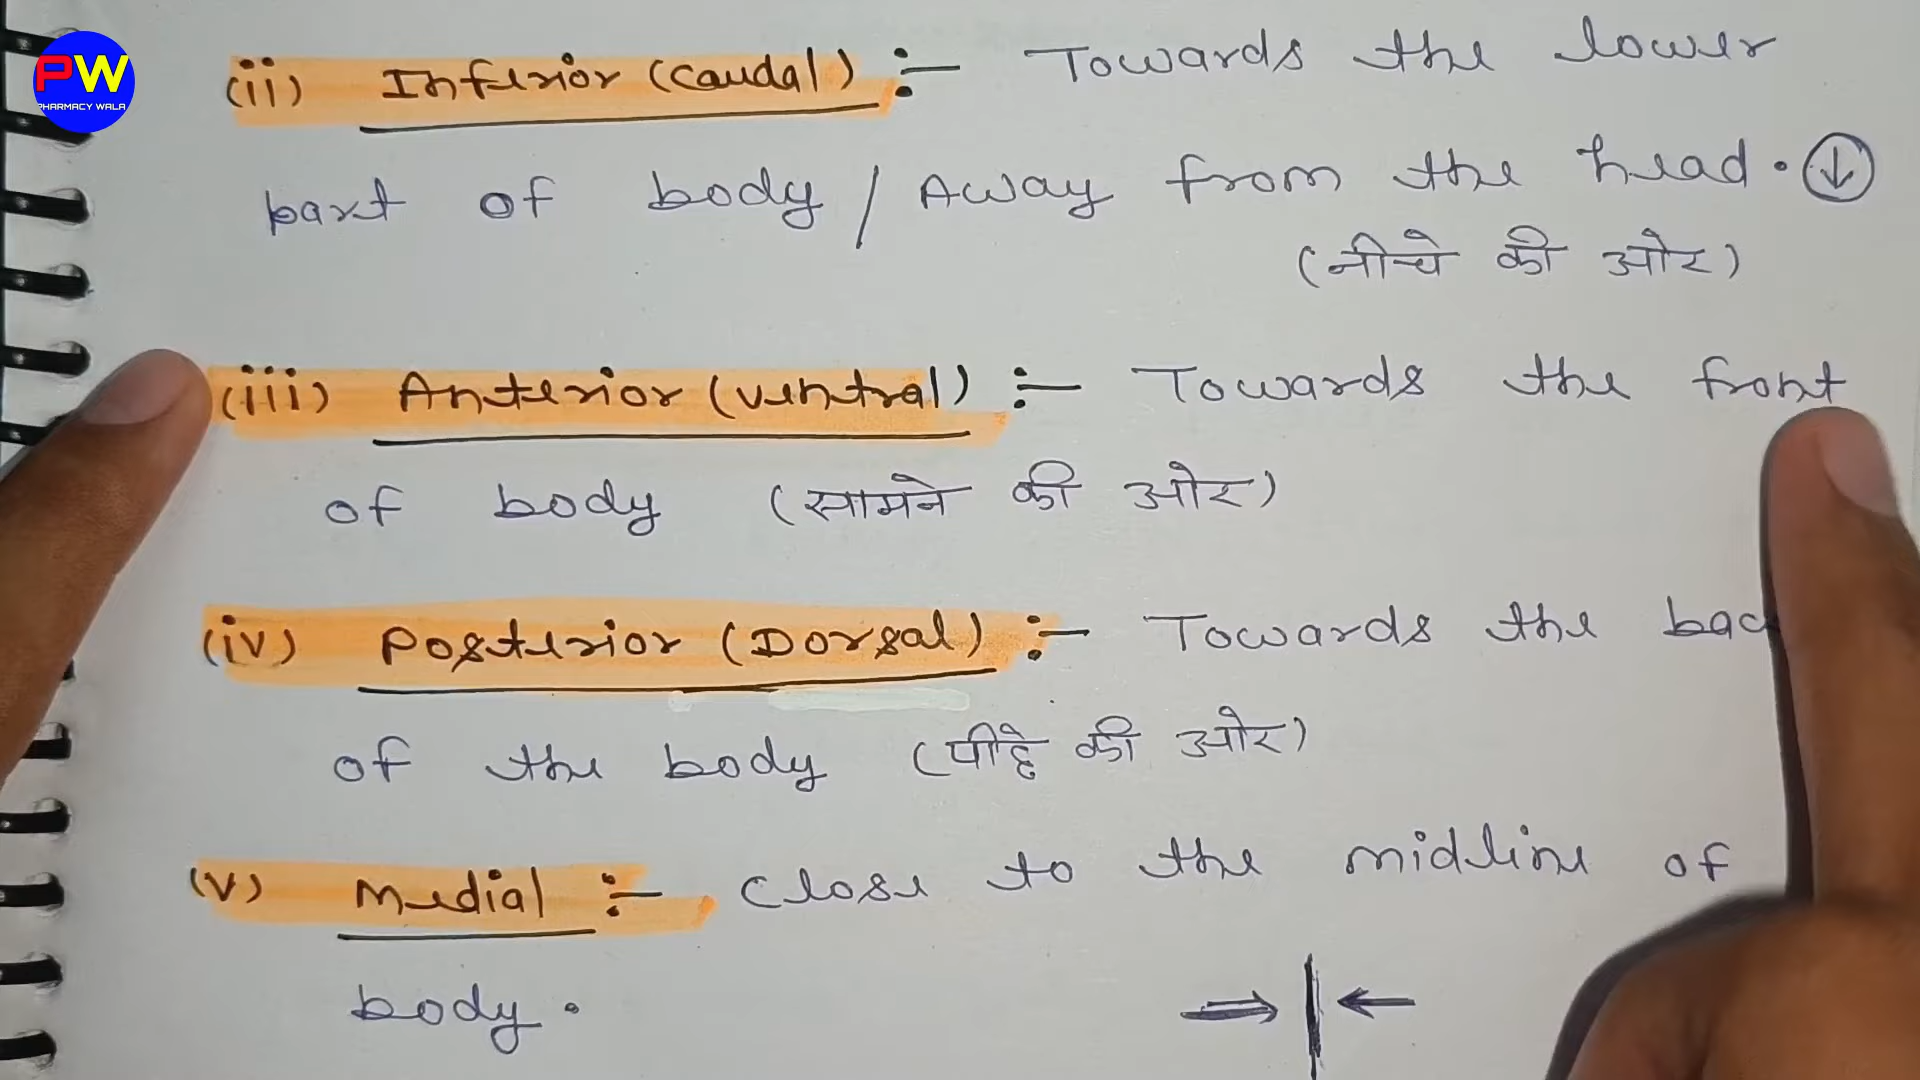 PW
PHARMACY WALA
(ii) Inferior (caudal) :- Towards the lower
part of body / Away from the head. ↓
(नीचे की ओर)
(iii) Anterior (ventral) :- Towards the front
of body (सामने की ओर)
(iv) Posterior (Dorsal) :- Towards the bac
of the body (पीछे की ओर)
(v) Medial :- Close to the midline of
body.